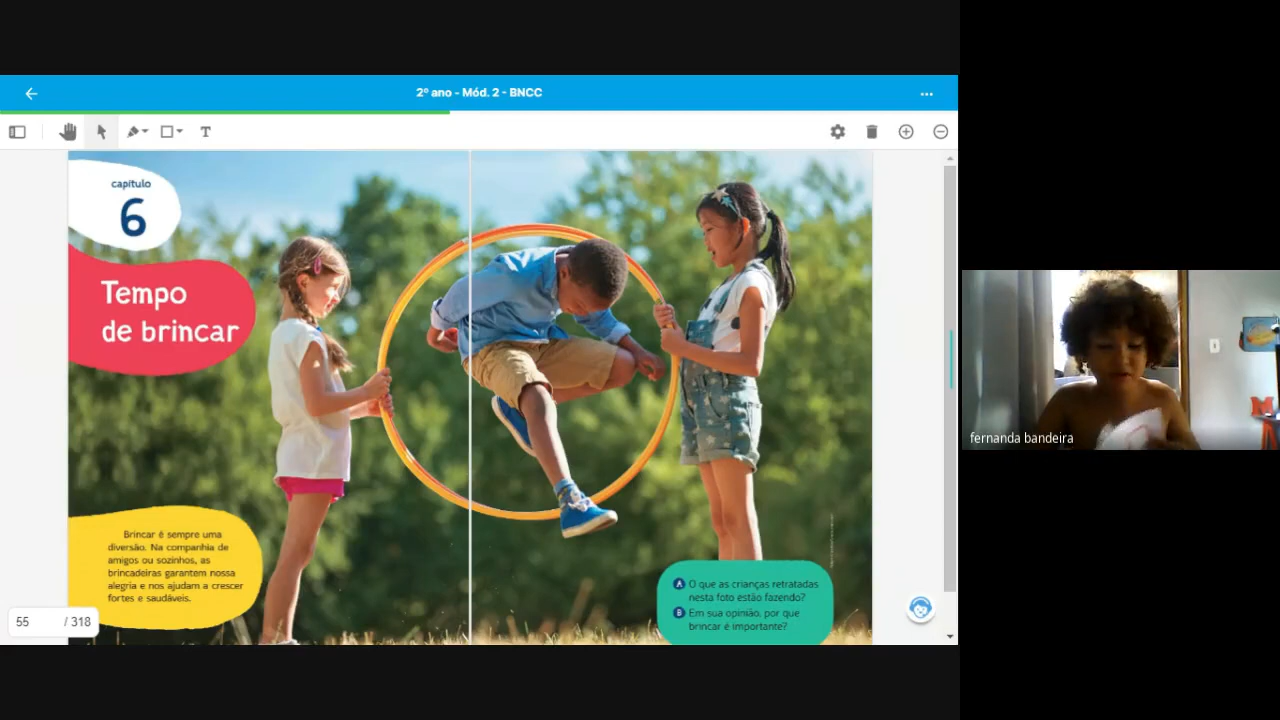 2º ano - Mód. 2 - BNCC
T
capítulo
6
Tempo
de brincar
Brincar é sempre uma
diversão. Na companhia de
amigos ou sozinhos, as
brincadeiras garantem nossa
alegria e nos ajudam a crescer
fortes e saudáveis.
A O que as crianças retratadas
nesta foto estão fazendo?
B Em sua opinião, por que
brincar é importante?
55 / 318
fernanda bandeira